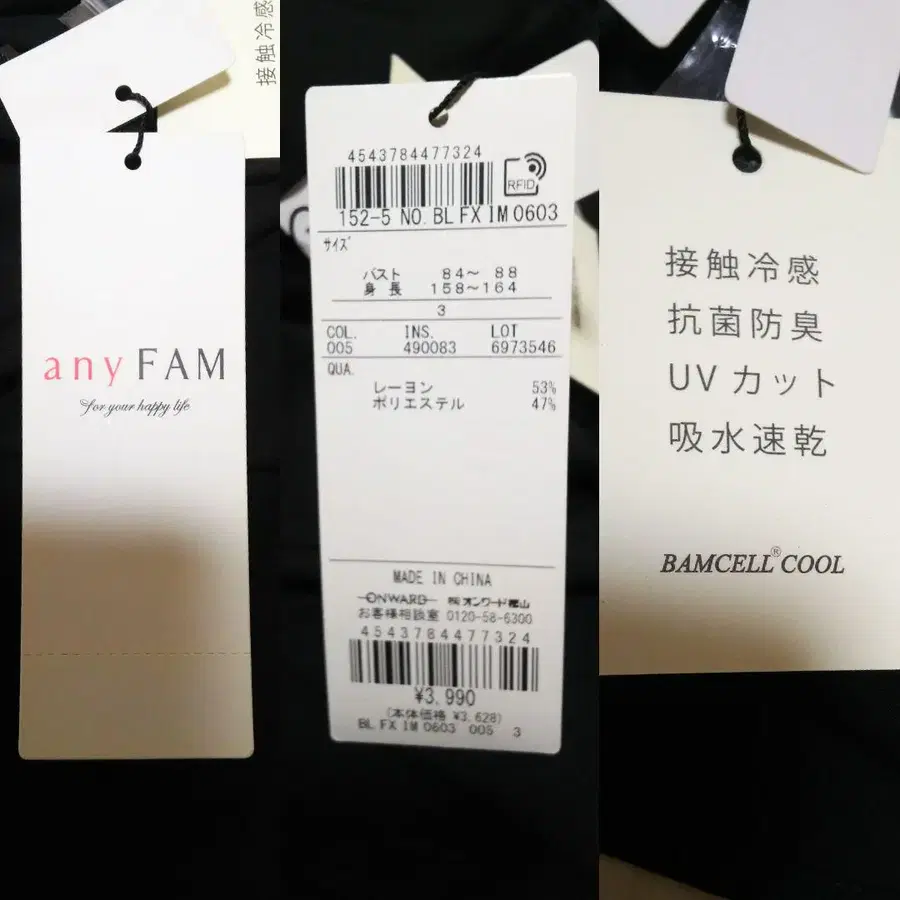 接触冷感
any FAM
for your happy life
4543784477324
RFID
152-5 NO. BL FX IM 0603
サイズ
バスト 84～ 88
身長 158～164
3
COL. INS. LOT
005 490083 6973546
QUA.
レーヨン 53%
ポリエステル 47%
MADE IN CHINA
ONWARD ㈱オンワード樫山
お客様相談室 0120-58-6300
4543784477324
¥3,990
(本体価格 ¥3,628)
BL FX IM 0603 005 3
接触冷感
抗菌防臭
UVカット
吸水速乾
BAMCELL® COOL